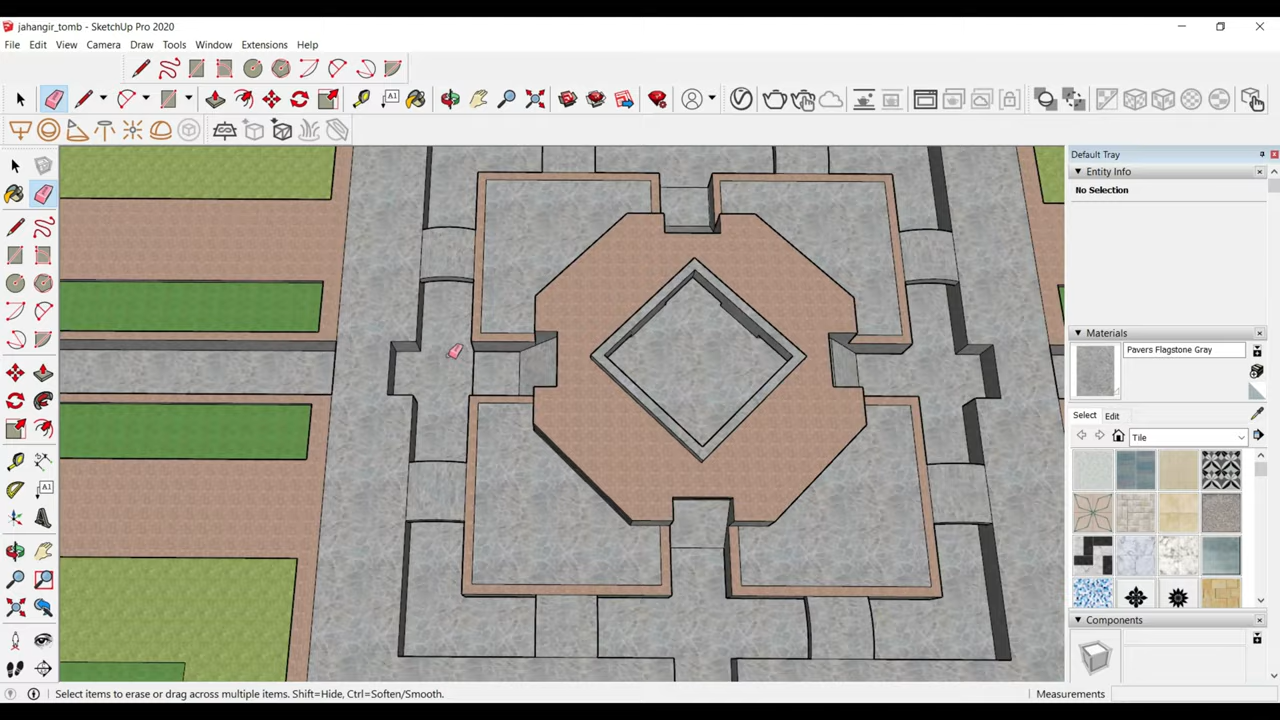 jahangir_tomb - SketchUp Pro 2020
File Edit View Camera Draw Tools Window Extensions Help
A1
Default Tray
Entity Info
No Selection
Materials
Pavers Flagstone Gray
Select Edit
Tile
A1
Components
Select items to erase or drag across multiple items. Shift=Hide, Ctrl=Soften/Smooth.
Measurements